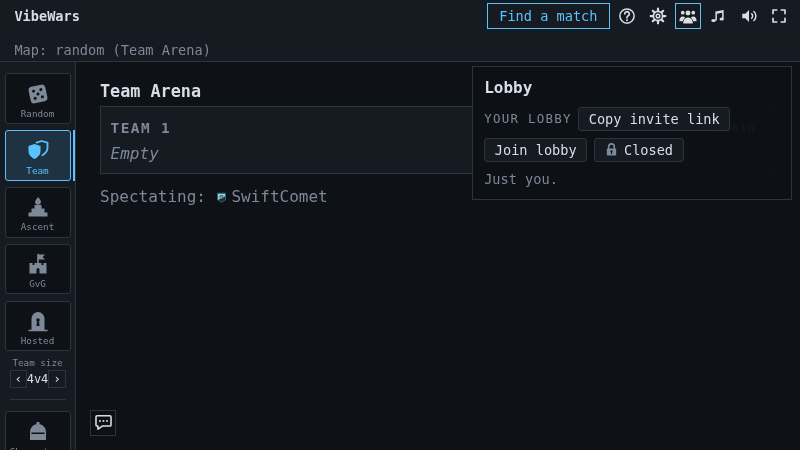 VibeWars
Find a match
Map: random (Team Arena)
Random
Team
Ascent
GvG
Hosted
Team size
‹ 4v4 ›
Team Arena
TEAM 1
Empty
Spectating: SwiftComet
Lobby
YOUR LOBBY Copy invite link
Join lobby Closed
Just you.